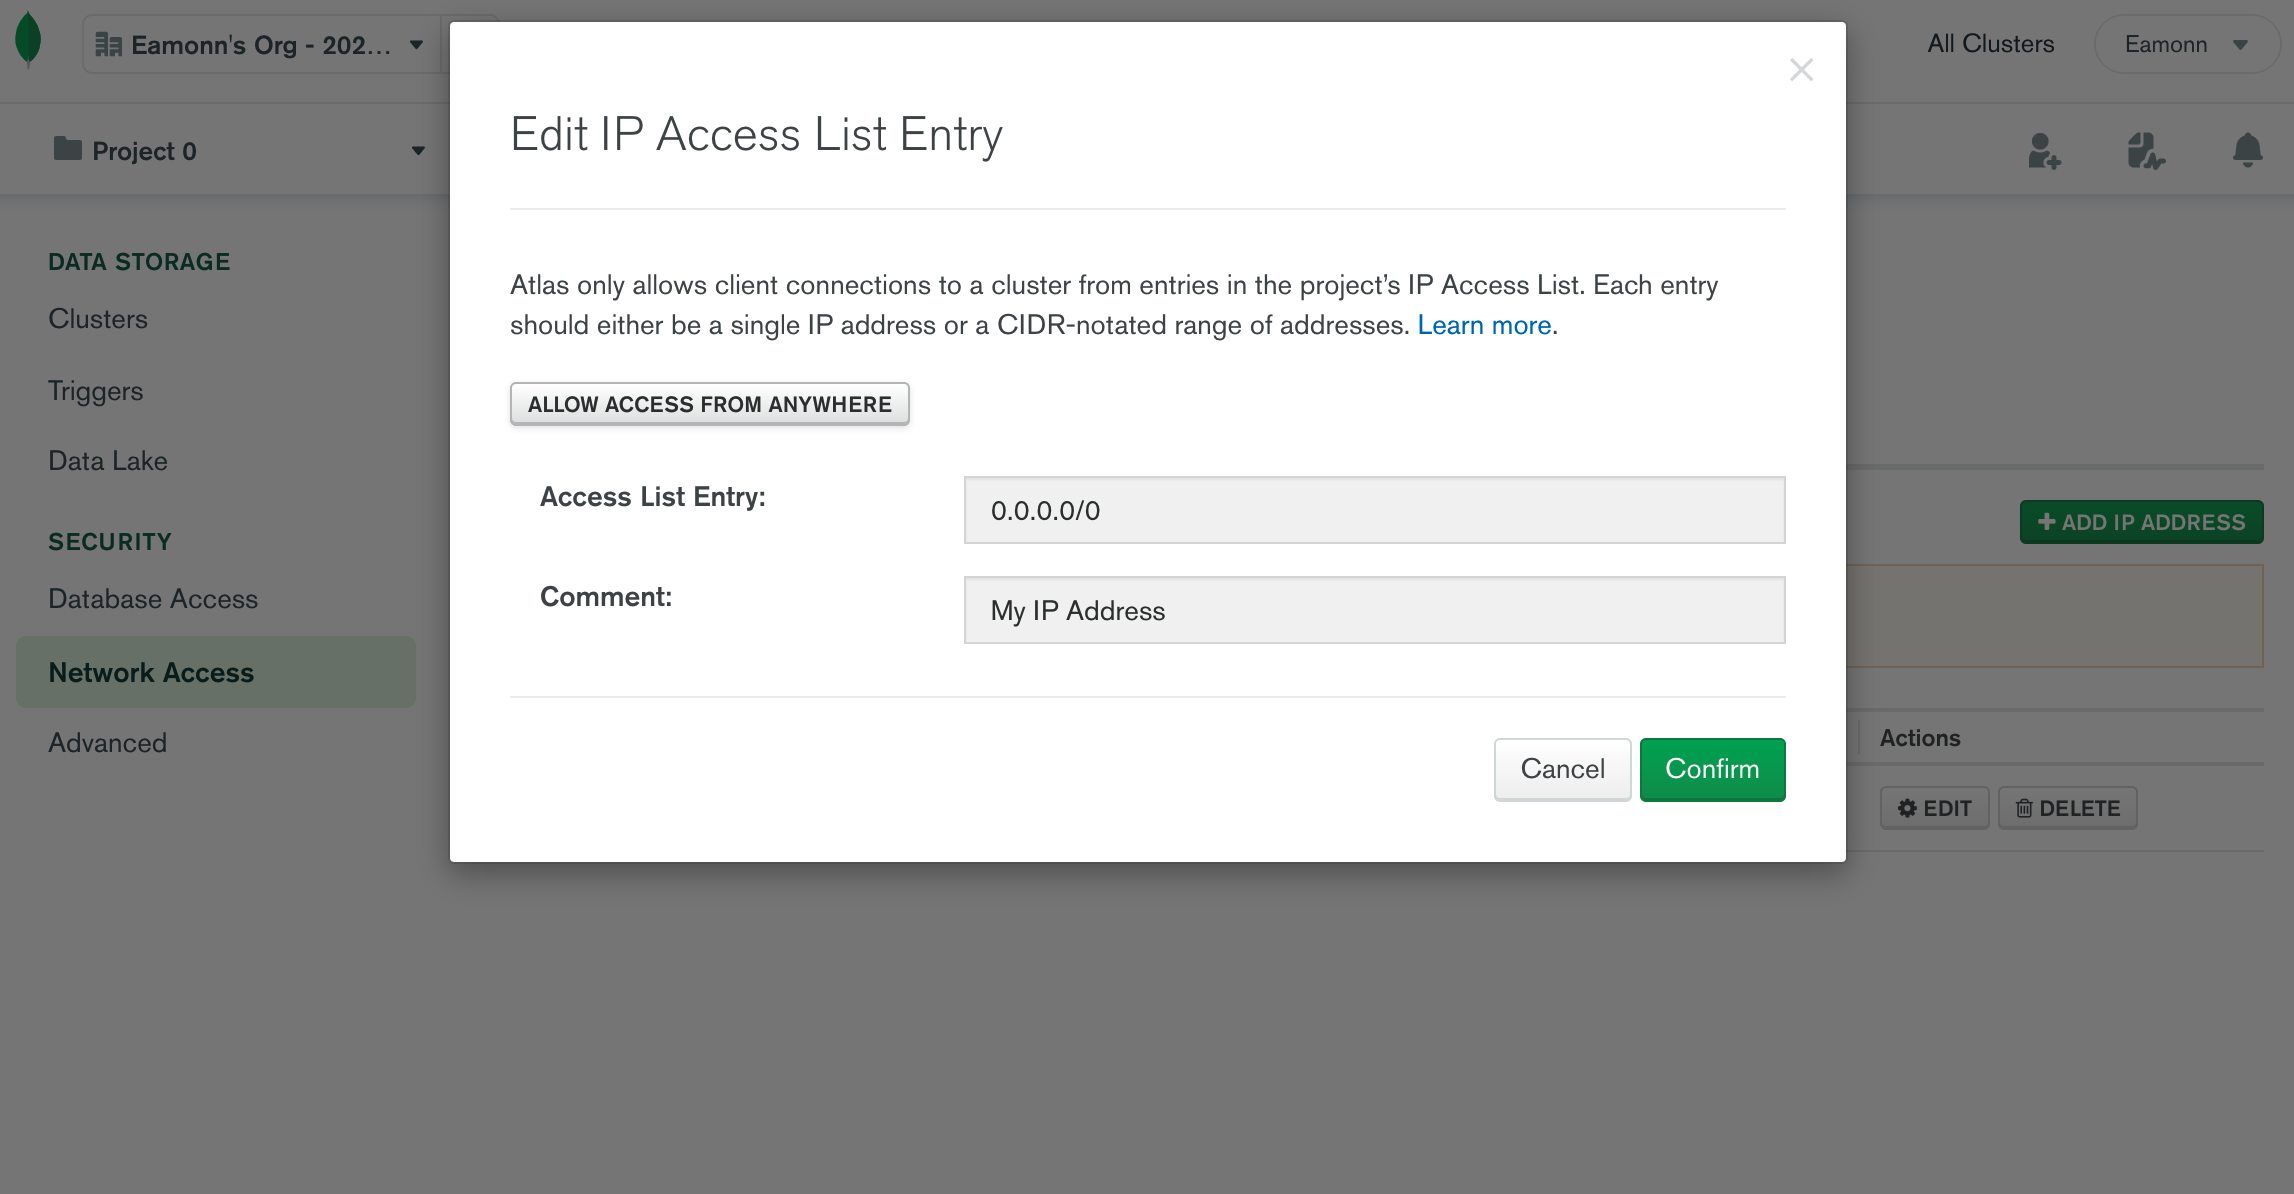 Eamonn's Org - 202...
All Clusters
Eamonn
Project 0
DATA STORAGE
Clusters
Triggers
Data Lake
SECURITY
Database Access
Network Access
Advanced
Edit IP Access List Entry
Atlas only allows client connections to a cluster from entries in the project’s IP Access List. Each entry
should either be a single IP address or a CIDR-notated range of addresses. Learn more.
ALLOW ACCESS FROM ANYWHERE
Access List Entry:
0.0.0.0/0
Comment:
My IP Address
Cancel
Confirm
ADD IP ADDRESS
Actions
EDIT
DELETE